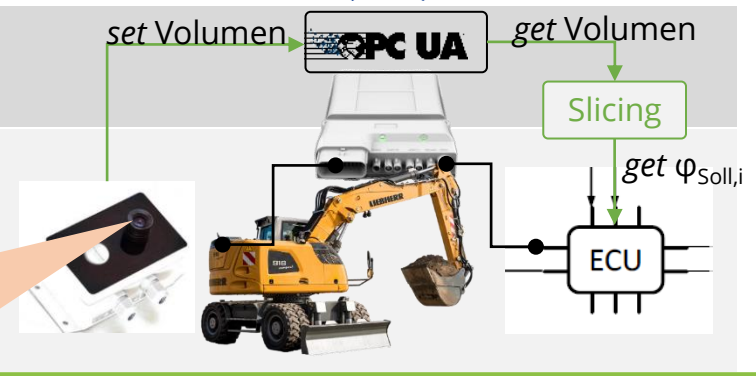 set Volumen
OPC UA
get Volumen
Slicing
get φSoll,i
LIEBHERR
ECU